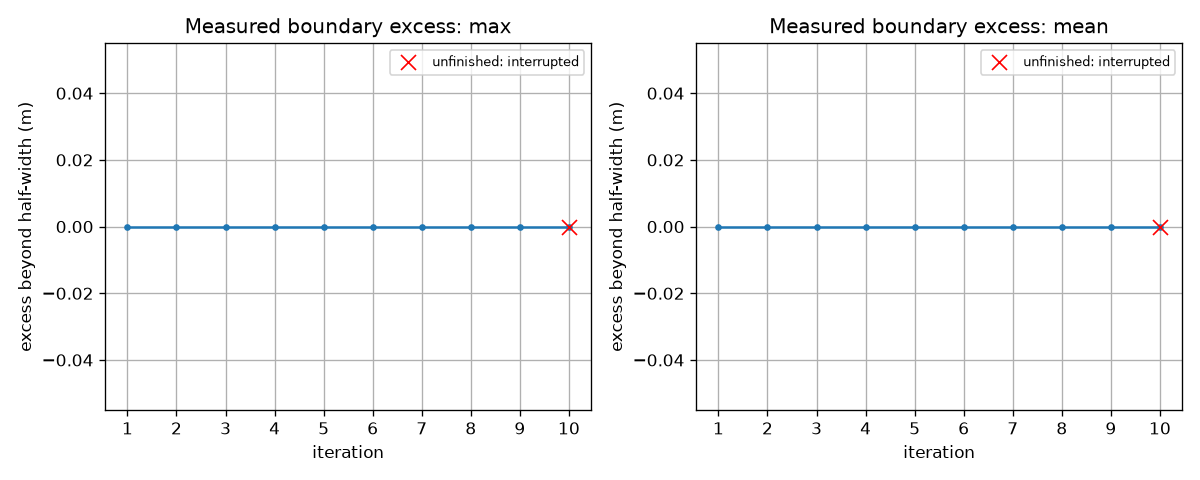 Measured boundary excess: max
unfinished: interrupted
excess beyond half-width (m)
0.04
0.02
0.00
−0.02
−0.04
1 2 3 4 5 6 7 8 9 10
iteration
Measured boundary excess: mean
unfinished: interrupted
excess beyond half-width (m)
0.04
0.02
0.00
−0.02
−0.04
1 2 3 4 5 6 7 8 9 10
iteration